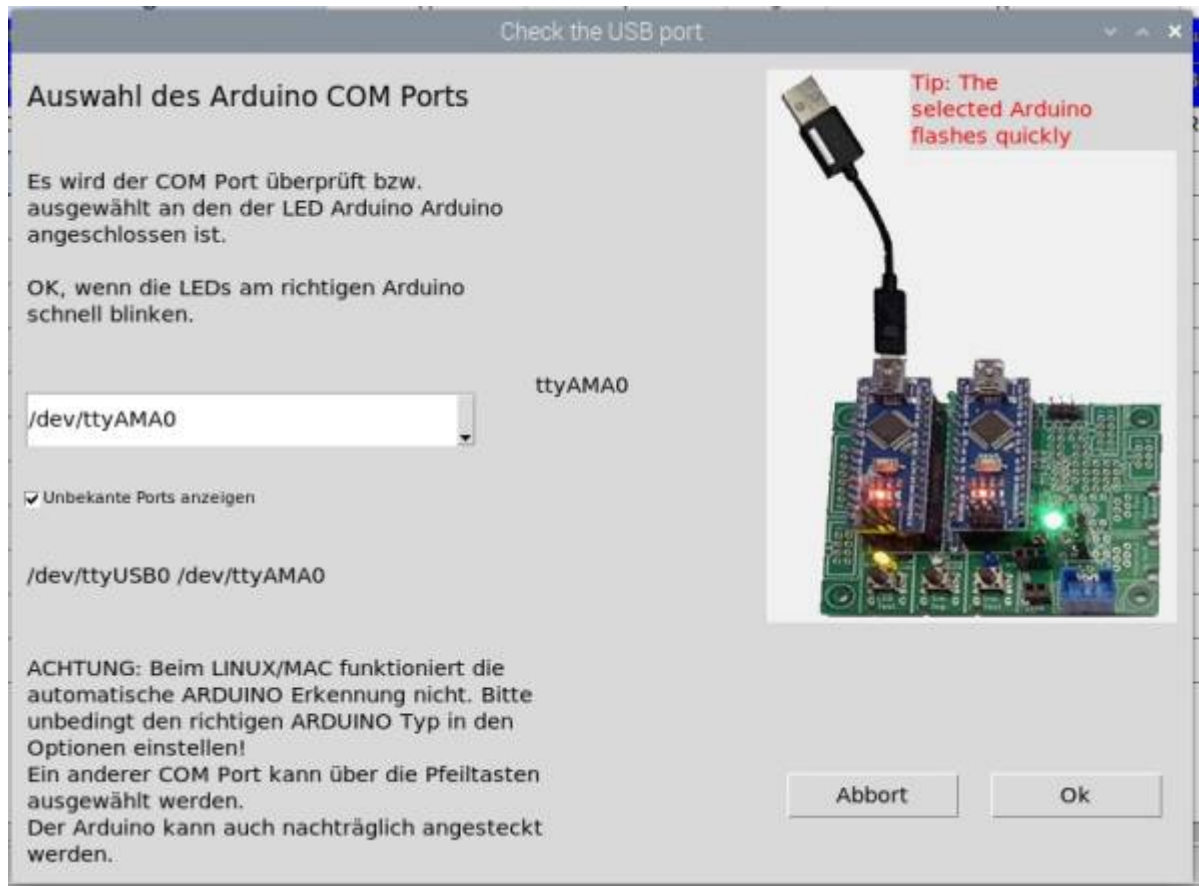 Check the USB port
Auswahl des Arduino COM Ports
Tip: The
selected Arduino
flashes quickly
Es wird der COM Port überprüft bzw.
ausgewählt an den der LED Arduino Arduino
angeschlossen ist.
OK, wenn die LEDs am richtigen Arduino
schnell blinken.
ttyAMA0
/dev/ttyAMA0
Unbekante Ports anzeigen
/dev/ttyUSB0 /dev/ttyAMA0
ACHTUNG: Beim LINUX/MAC funktioniert die
automatische ARDUINO Erkennung nicht. Bitte
unbedingt den richtigen ARDUINO Typ in den
Optionen einstellen!
Ein anderer COM Port kann über die Pfeiltasten
ausgewählt werden.
Der Arduino kann auch nachträglich angesteckt
werden.
Abbort
Ok